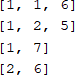 [1, 1, 6]
[1, 2, 5]
[1, 7]
[2, 6]